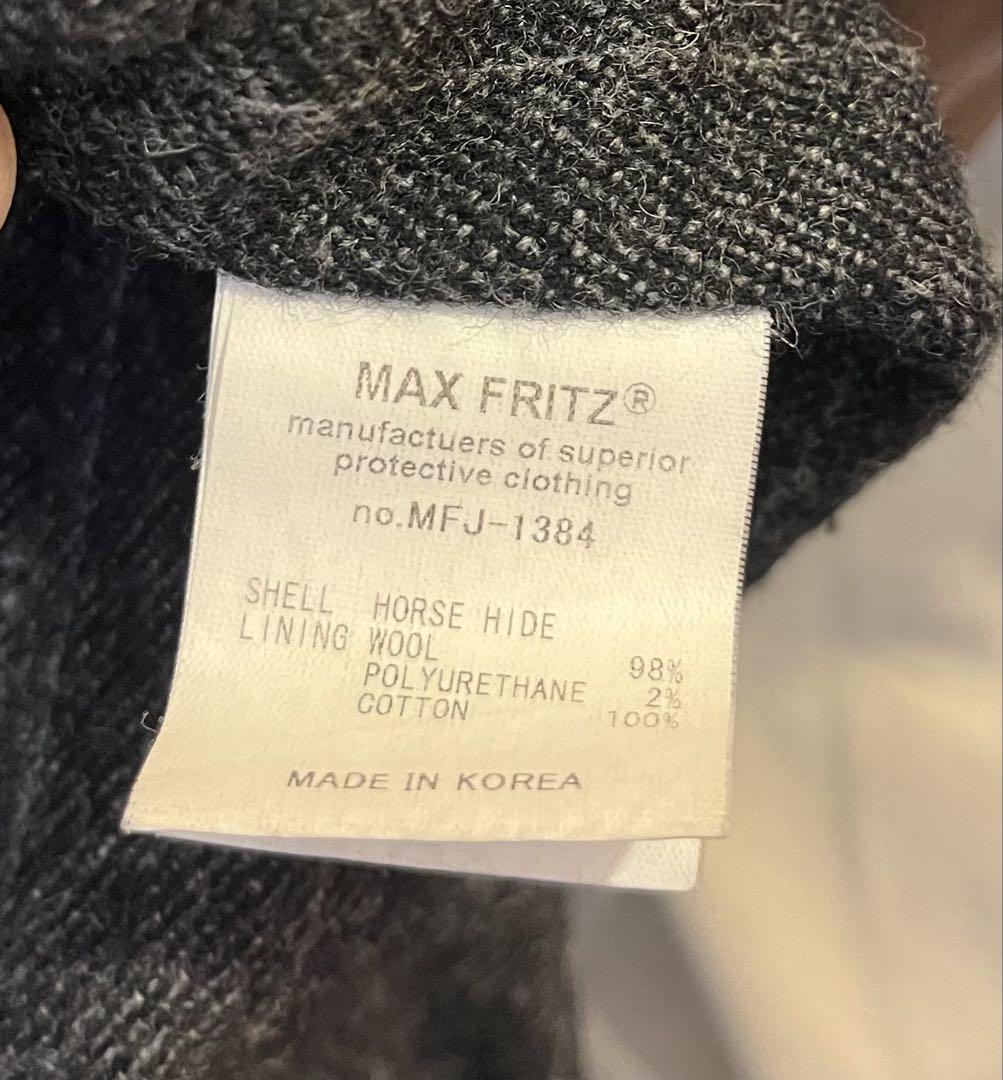 MAX FRITZ®
manufactuers of superior
protective clothing
no.MFJ-1384
SHELL HORSE HIDE
LINING WOOL 98%
POLYURETHANE 2%
COTTON 100%
MADE IN KOREA